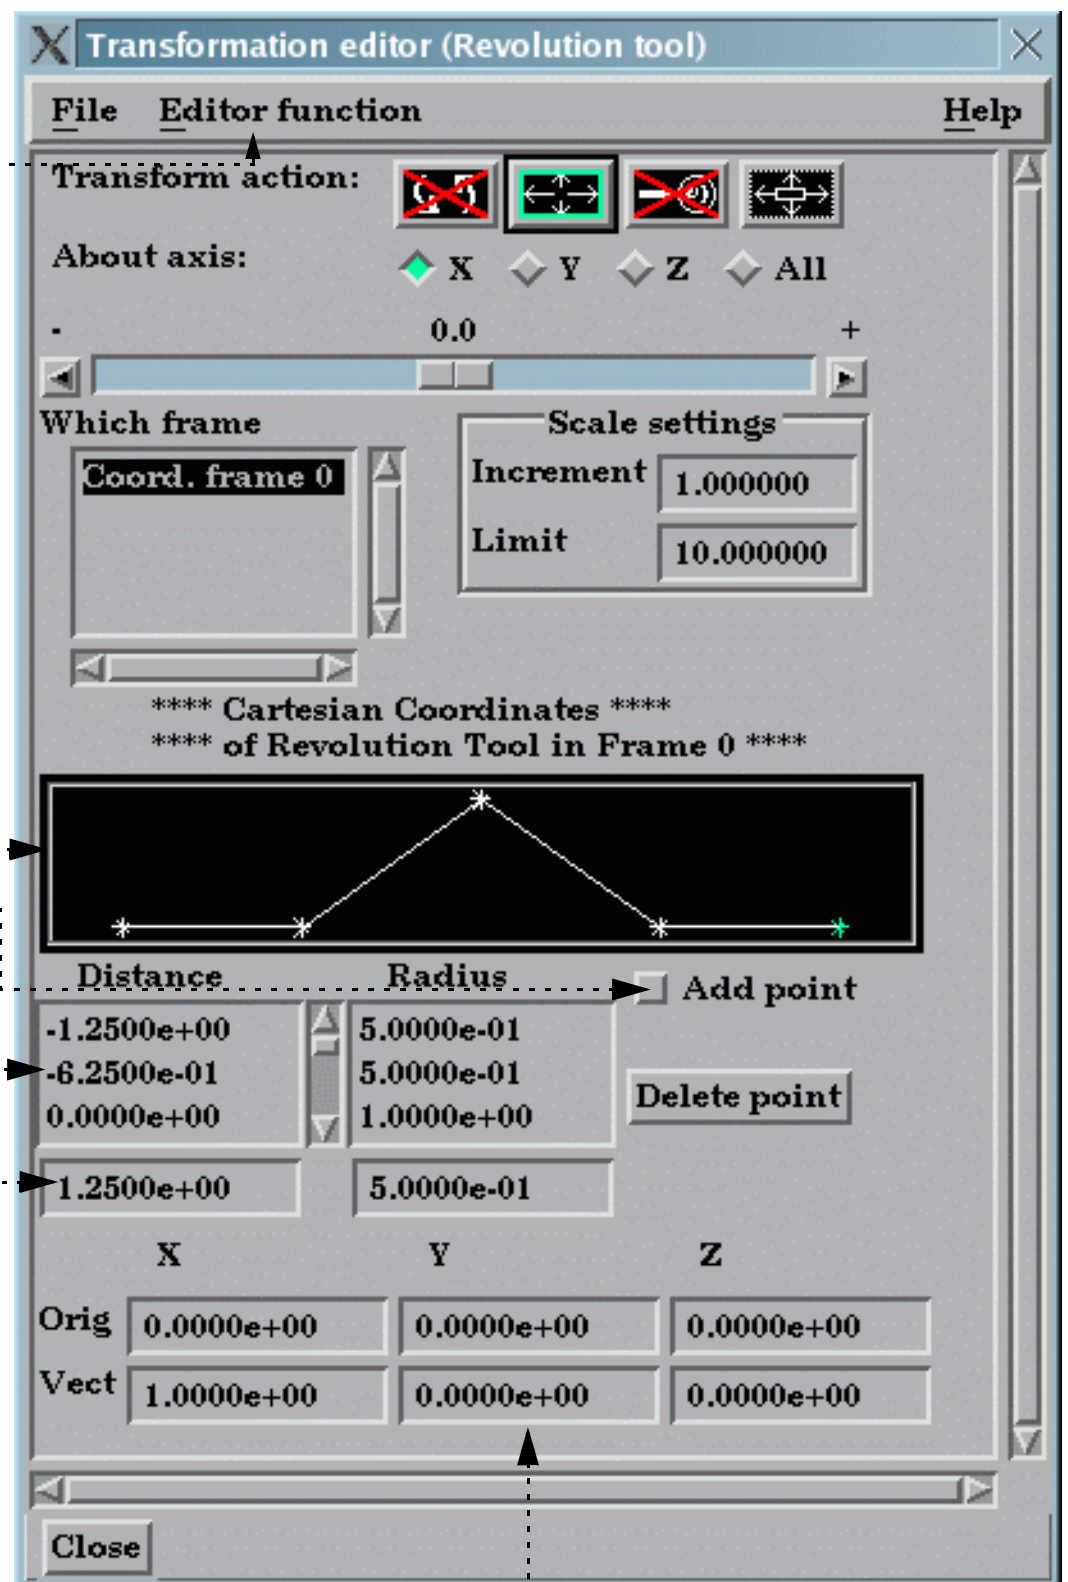 Transformation editor (Revolution tool)
File Editor function Help
Transform action:
About axis: X Y Z All
- 0.0 +
Which frame
Coord. frame 0
Scale settings
Increment 1.000000
Limit 10.000000
**** Cartesian Coordinates ****
**** of Revolution Tool in Frame 0 ****
Distance Radius
Add point
-1.2500e+00 5.0000e-01
-6.2500e-01 5.0000e-01
0.0000e+00 1.0000e+00
Delete point
1.2500e+00 5.0000e-01
X Y Z
Orig 0.0000e+00 0.0000e+00 0.0000e+00
Vect 1.0000e+00 0.0000e+00 0.0000e+00
Close